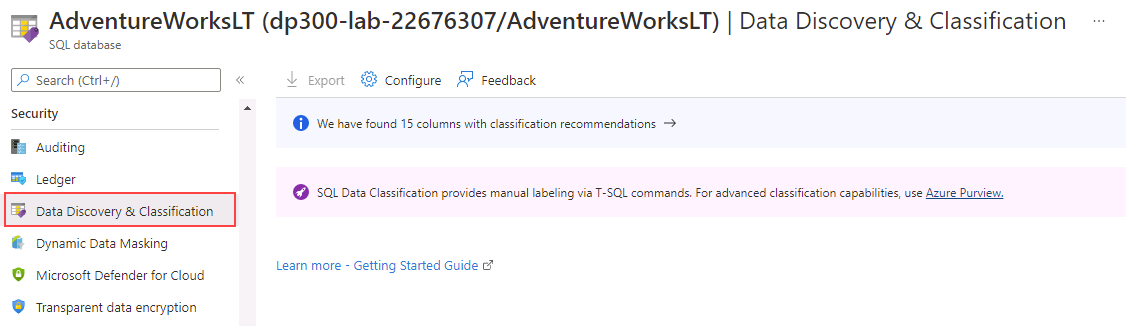 AdventureWorksLT (dp300-lab-22676307/AdventureWorksLT) | Data Discovery & Classification ...
SQL database
Search (Ctrl+/)
«
Export Configure Feedback
Security
We have found 15 columns with classification recommendations →
Auditing
Ledger
SQL Data Classification provides manual labeling via T-SQL commands. For advanced classification capabilities, use Azure Purview.
Data Discovery & Classification
Dynamic Data Masking
Learn more - Getting Started Guide
Microsoft Defender for Cloud
Transparent data encryption